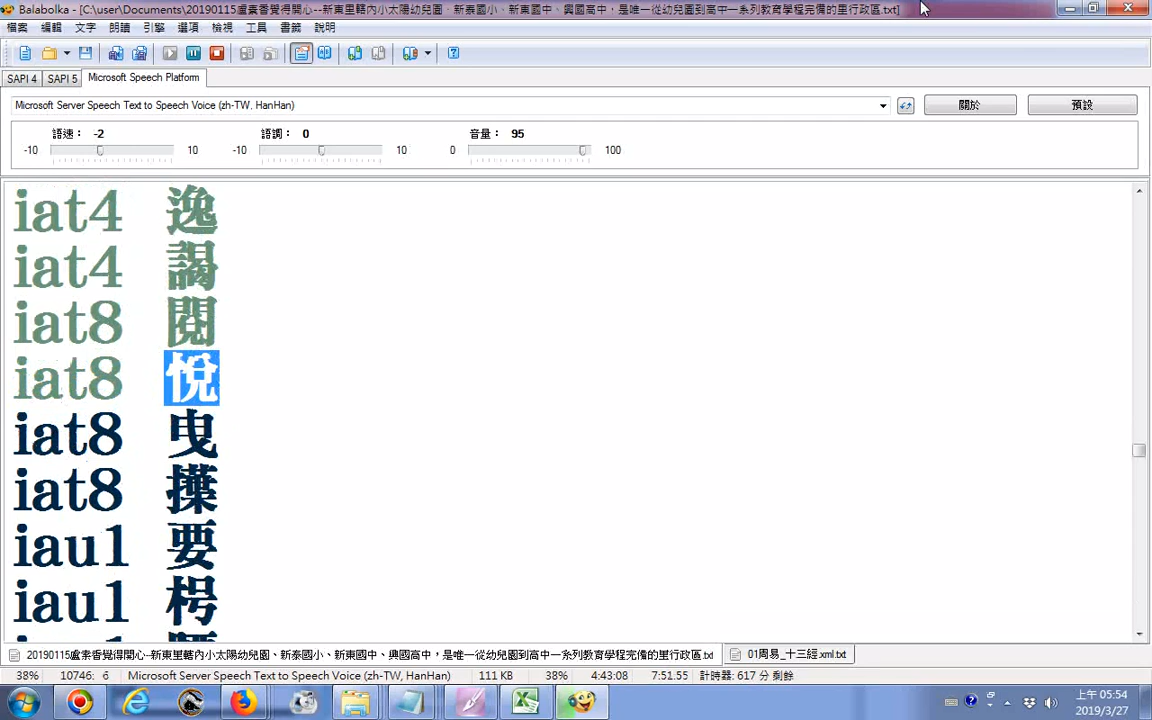 Balabolka - [C:\user\Documents\20190115盧素香覺得開心--新東里轄內小太陽幼兒園、新泰國小、新東國中、興國高中，是唯一從幼兒園到高中一系列教育學程完備的里行政區.txt]
檔案 編輯 文字 朗讀 引擎 選項 檢視 工具 書籤 說明
SAPI 4 SAPI 5 Microsoft Speech Platform
Microsoft Server Speech Text to Speech Voice (zh-TW, HanHan) 關於 預設
語速： -2 語調： 0 音量： 95
-10 10 -10 10 0 100
iat4 逸
iat4 謁
iat8 閱
iat8 悅
iat8 曳
iat8 擛
iau1 要
iau1 枵
20190115盧素香覺得開心--新東里轄內小太陽幼兒園、新泰國小、新東國中、興國高中，是唯一從幼兒園到高中一系列教育學程完備的里行政區.txt 01周易_十三經.xml.txt
38% 10746: 6 Microsoft Server Speech Text to Speech Voice (zh-TW, HanHan) 111 KB 38% 4:43:08 7:51.55 計時器: 617 分 剩餘
上午 05:54
2019/3/27